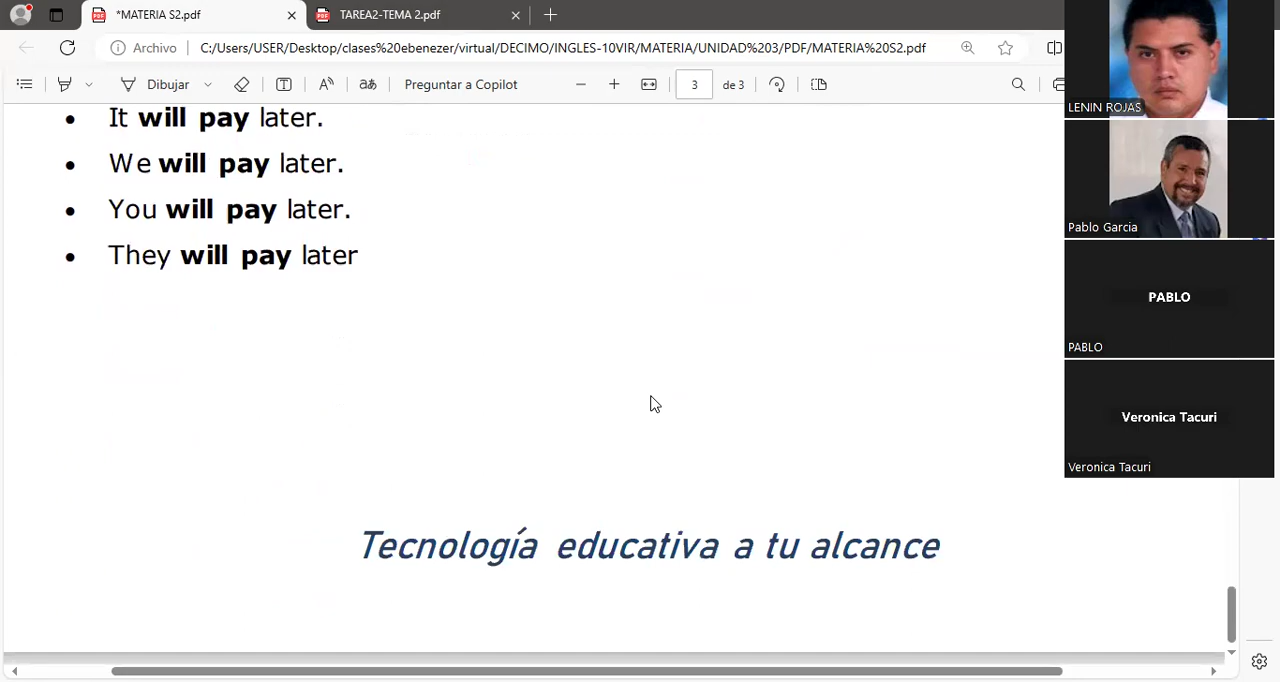 *MATERIA S2.pdf
TAREA2-TEMA 2.pdf
Archivo
C:/Users/USER/Desktop/clases%20ebenezer/virtual/DECIMO/INGLES-10VIR/MATERIA/UNIDAD%203/PDF/MATERIA%20S2.pdf
Dibujar
Preguntar a Copilot
3
de 3
• It will pay later.
• We will pay later.
• You will pay later.
• They will pay later
Tecnología educativa a tu alcance
LENIN ROJAS
Pablo Garcia
PABLO
PABLO
Veronica Tacuri
Veronica Tacuri